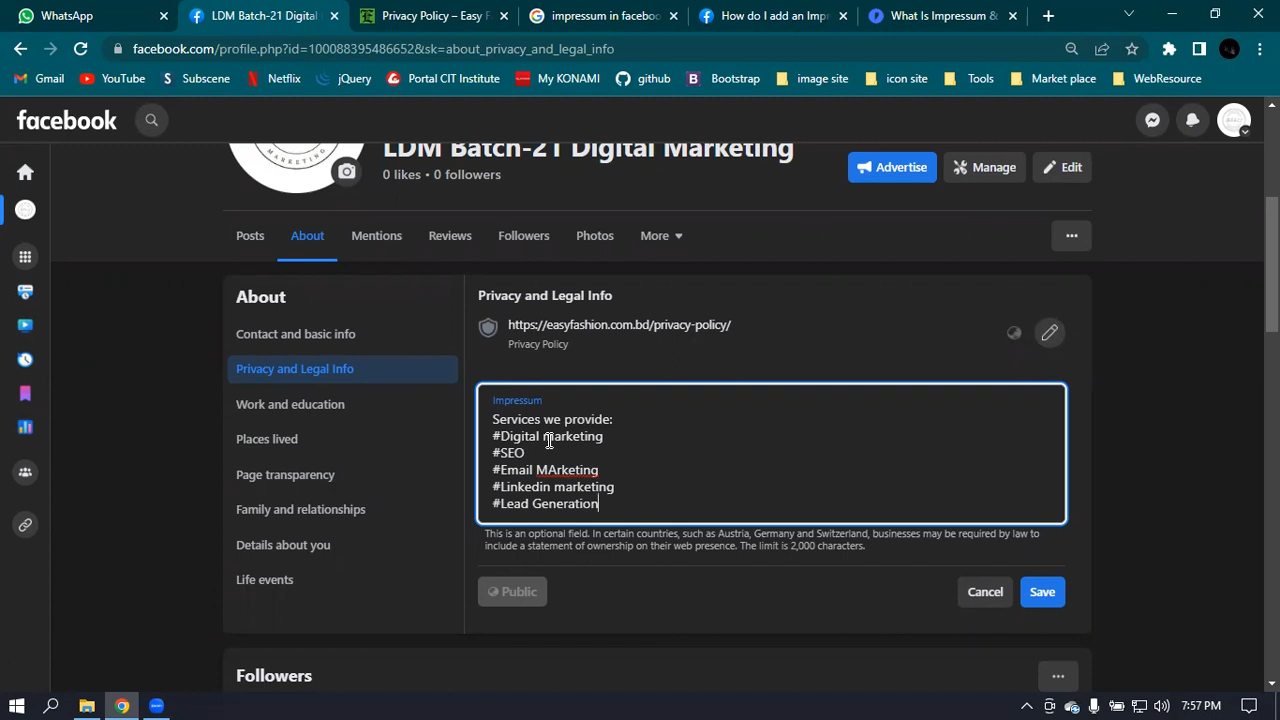 WhatsApp
LDM Batch-21 Digital
Privacy Policy – Easy F
impressum in facebo
How do I add an Imp
What Is Impressum &
facebook.com/profile.php?id=100088395486652&sk=about_privacy_and_legal_info
Gmail
YouTube
Subscene
Netflix
jQuery
Portal CIT Institute
My KONAMI
github
Bootstrap
image site
icon site
Tools
Market place
WebResource
facebook
MARKETING
LDM Batch-21 Digital Marketing
0 likes • 0 followers
Advertise
Manage
Edit
Posts
About
Mentions
Reviews
Followers
Photos
More
About
Contact and basic info
Privacy and Legal Info
Work and education
Places lived
Page transparency
Family and relationships
Details about you
Life events
Privacy and Legal Info
https://easyfashion.com.bd/privacy-policy/
Privacy Policy
Impressum
Services we provide:
#Digital marketing
#SEO
#Email MArketing
#Linkedin marketing
#Lead Generation
This is an optional field. In certain countries, such as Austria, Germany and Switzerland, businesses may be required by law to
include a statement of ownership on their web presence. The limit is 2,000 characters.
Public
Cancel
Save
Followers
7:57 PM